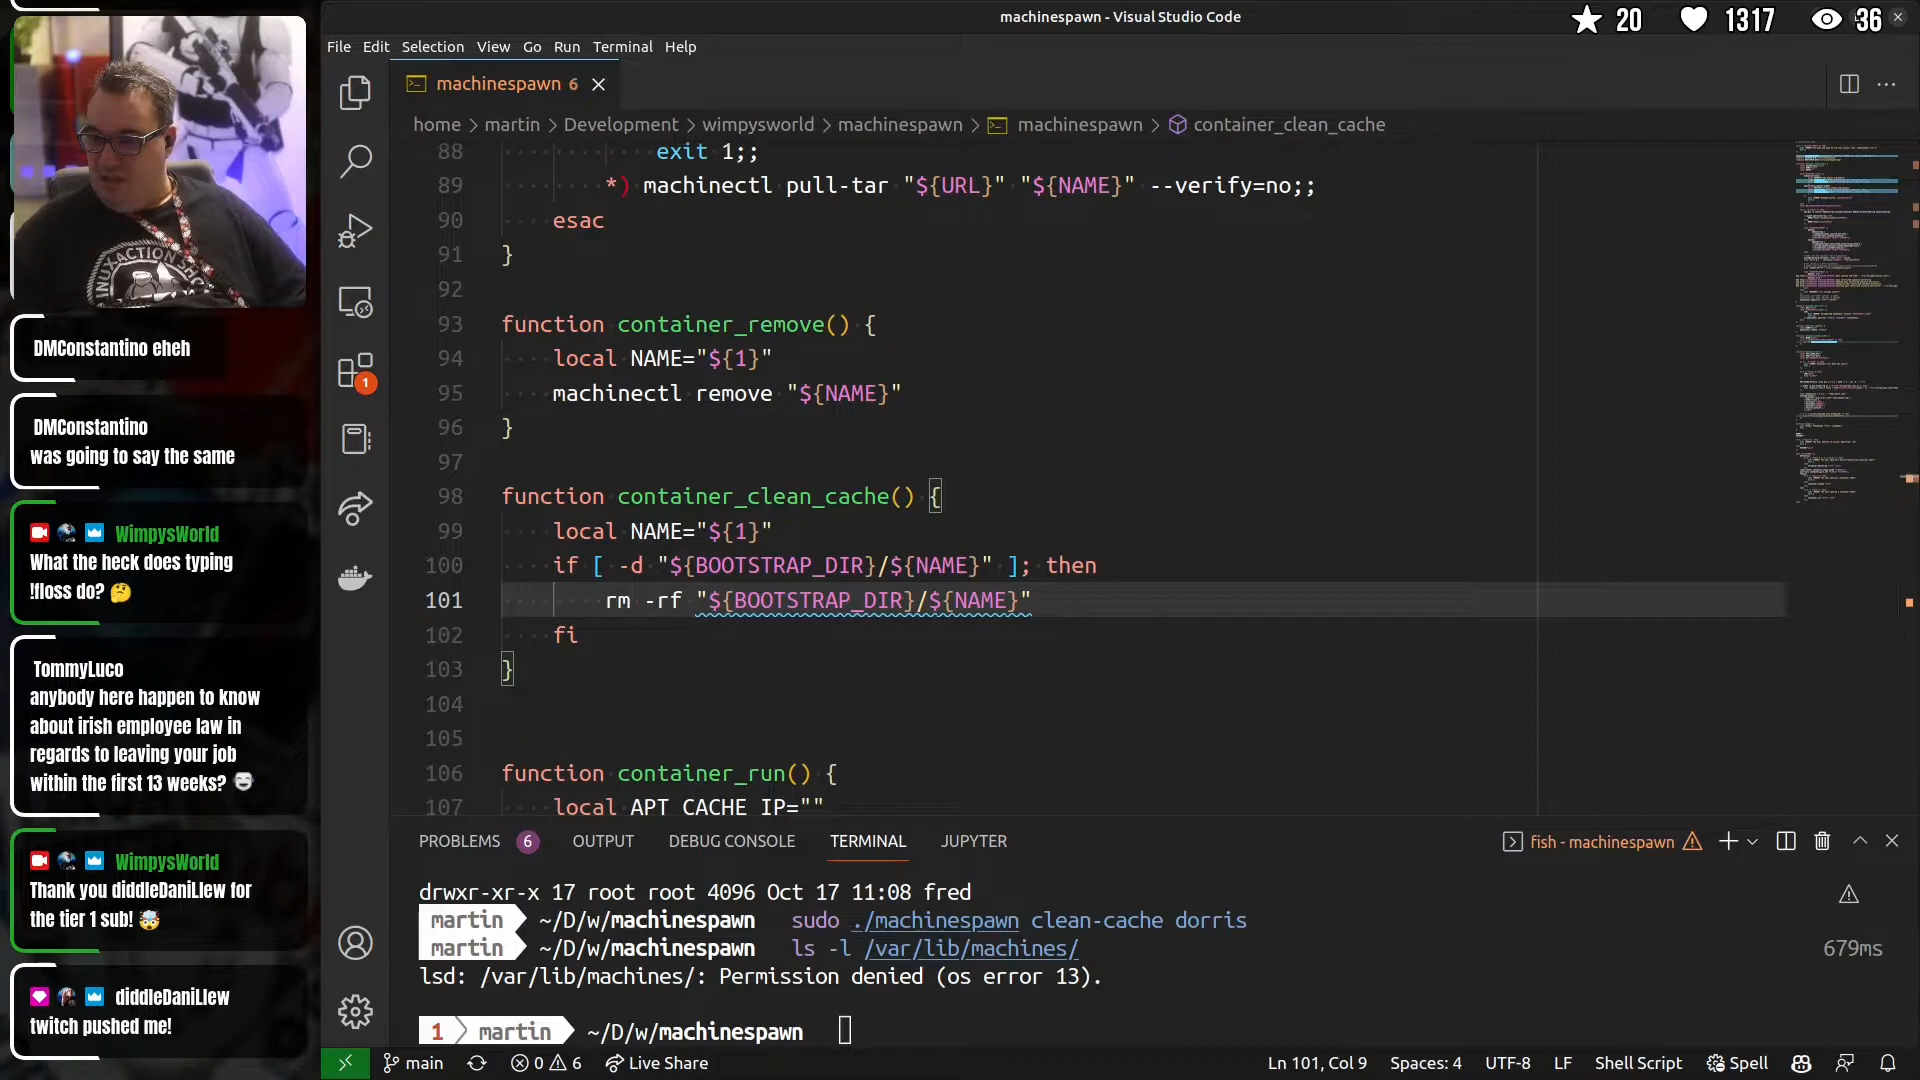 machinespawn - Visual Studio Code
20
1317
36
File Edit Selection View Go Run Terminal Help
machinespawn 6
home > martin > Development > wimpysworld > machinespawn > machinespawn > container_clean_cache
88 exit 1;;
89 *) machinectl pull-tar "${URL}" "${NAME}" --verify=no;;
90 esac
91 }
92
93 function container_remove() {
94 local NAME="${1}"
95 machinectl remove "${NAME}"
96 }
97
98 function container_clean_cache() {
99 local NAME="${1}"
100 if [ -d "${BOOTSTRAP_DIR}/${NAME}" ]; then
101 rm -rf "${BOOTSTRAP_DIR}/${NAME}"
102 fi
103 }
104
105
106 function container_run() {
107 local APT_CACHE_IP=""
1
PROBLEMS 6 OUTPUT DEBUG CONSOLE TERMINAL JUPYTER
fish - machinespawn
drwxr-xr-x 17 root root 4096 Oct 17 11:08 fred
martin ~/D/w/machinespawn sudo ./machinespawn clean-cache dorris
martin ~/D/w/machinespawn ls -l /var/lib/machines/ 679ms
lsd: /var/lib/machines/: Permission denied (os error 13).
1 martin ~/D/w/machinespawn
main 0 6 Live Share
Ln 101, Col 9 Spaces: 4 UTF-8 LF Shell Script Spell
INUX ACTION SHO
DMConstantino eheh
DMConstantino
was going to say the same
WimpysWorld
What the heck does typing
!floss do? 🤔
TommyLuco
anybody here happen to know
about irish employee law in
regards to leaving your job
within the first 13 weeks?
WimpysWorld
Thank you diddleDaniLlew for
the tier 1 sub! 🤯
diddleDaniLlew
twitch pushed me!